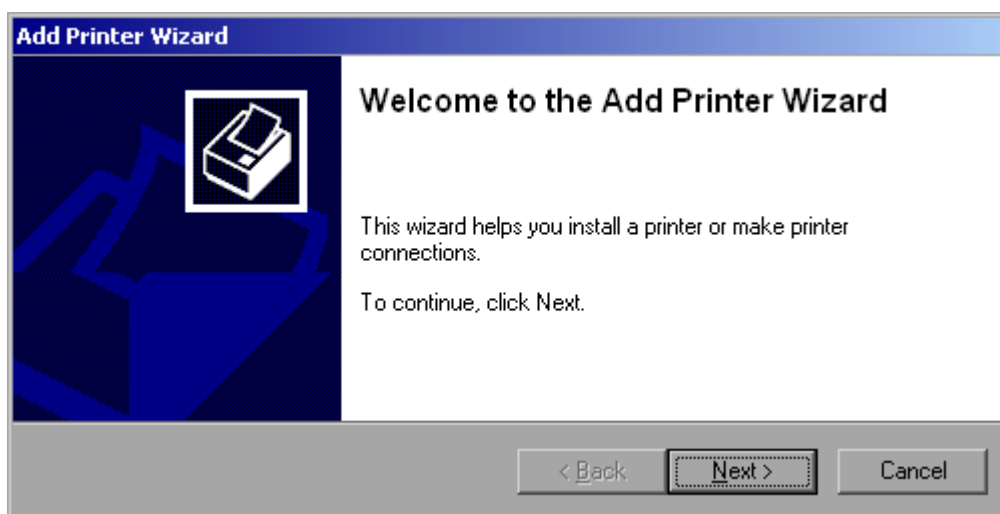 Add Printer Wizard
Welcome to the Add Printer Wizard
This wizard helps you install a printer or make printer
connections.
To continue, click Next.
< Back Next > Cancel